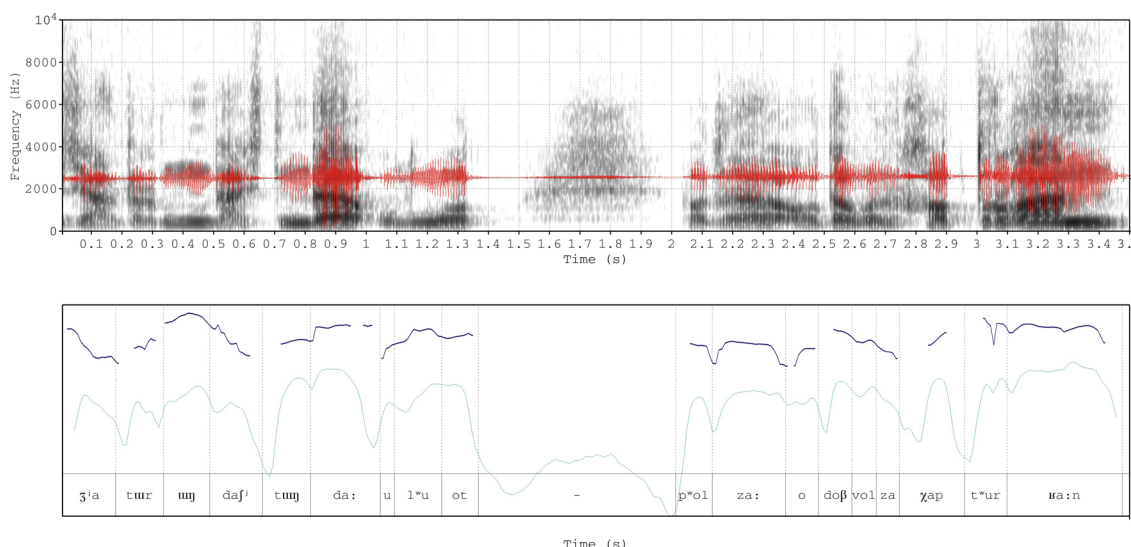 10⁴
8000
6000
4000
2000
0
Frequency (Hz)
0.1 0.2 0.3 0.4 0.5 0.6 0.7 0.8 0.9 1 1.1 1.2 1.3 1.4 1.5 1.6 1.7 1.8 1.9 2 2.1 2.2 2.3 2.4 2.5 2.6 2.7 2.8 2.9 3 3.1 3.2 3.3 3.4 3.
Time (s)
ʒʲa tɯr ɯŋ daʃʲ tɯŋ da: u lʷu ot - pʷol za: o doβ vol za χap tʷur ʁa:n
Time (s)